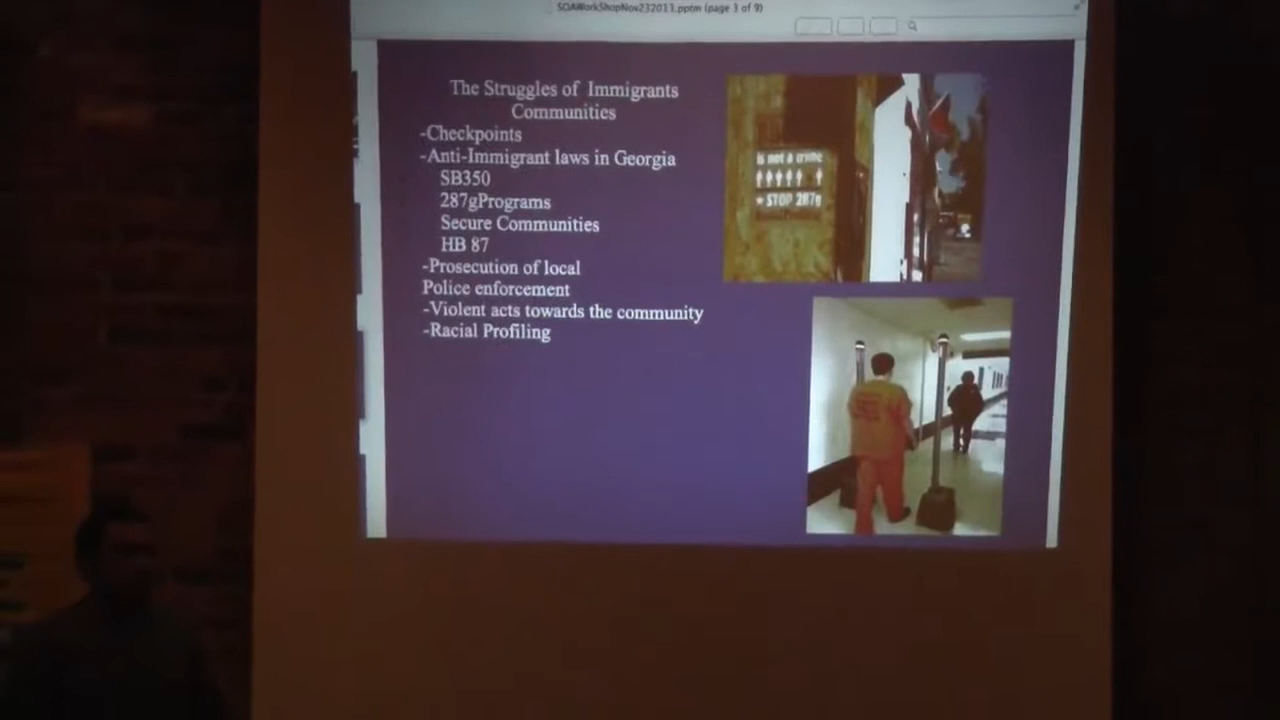 SOAWorkShopNov232013.pptm (page 3 of 9)
The Struggles of Immigrants
Communities
-Checkpoints
-Anti-Immigrant laws in Georgia
SB350
287gPrograms
Secure Communities
HB 87
-Prosecution of local
Police enforcement
-Violent acts towards the community
-Racial Profiling
is not a crime
STOP 287g